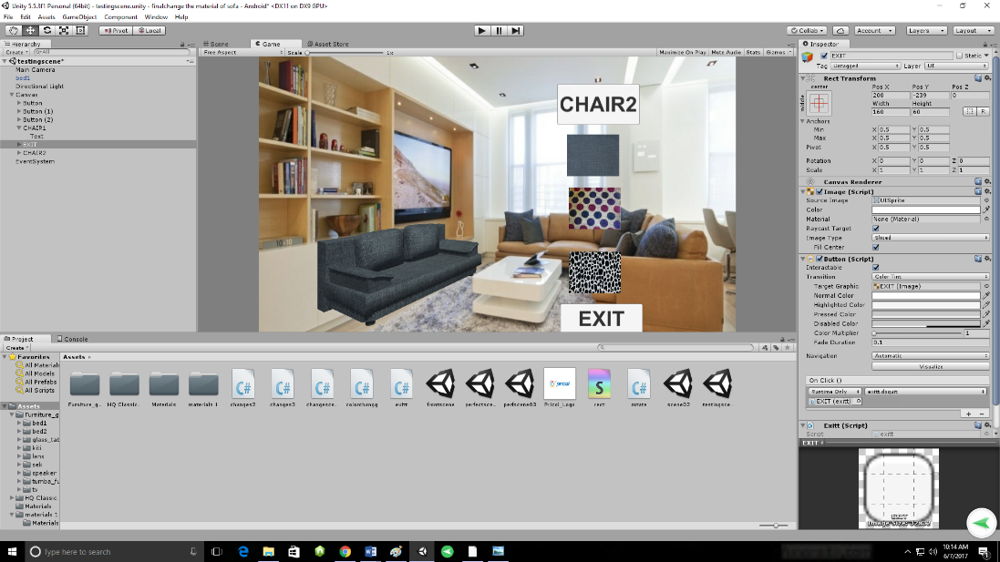 Unity 5.5.3f1 Personal (64bit) - testingscene.unity - finalchange the material of sofa - Android* <DX11 on DX9 GPU>
File Edit Assets GameObject Component Window Help
Pivot Local Collab Account Layers Layout
Hierarchy
Create All
testingscene*
Main Camera
bed1
Directional Light
Canvas
Button
Button (1)
Button (2)
CHAIR1
Text
EXIT
CHAIR2
EventSystem
Scene Game Asset Store
Free Aspect Scale 1x Maximize On Play Mute Audio Stats Gizmos
CHAIR2
EXIT
Inspector
EXIT Static
Tag Untagged Layer UI
Rect Transform
center Pos X Pos Y Pos Z
middle 200 -239 0
Width Height
160 60 R
Anchors
Min X 0.5 Y 0.5
Max X 0.5 Y 0.5
Pivot X 0.5 Y 0.5
Rotation X 0 Y 0 Z 0
Scale X 1 Y 1 Z 1
Canvas Renderer
Image (Script)
Source Image UISprite
Color
Material None (Material)
Raycast Target
Image Type Sliced
Fill Center
Button (Script)
Interactable
Transition Color Tint
Target Graphic EXIT (Image)
Normal Color
Highlighted Color
Pressed Color
Disabled Color
Color Multiplier 1
Fade Duration 0.1
Navigation Automatic
Visualize
On Click ()
Runtime Only exitt.doquit
EXIT (exitt)
Exitt (Script)
Script exitt
EXIT
EXIT
Image Size: 32x32
Project Console
Create
Favorites
All Materials
All Models
All Prefabs
All Scripts
Assets
Furniture_g
bed1
bed2
glass_tab
kiti
lens
sek
speaker
tumba_fu
tv
HQ Classic
Materials
materials 1
Materials
Assets
Furniture_g... HQ Classic... Materials materials 1 changes2 changes3 changesce... colorchangg exitt frontscene perfectsce... perfscene03 Pricol_Logs rect rotate scene02 testingsce...
pricol
Type here to search
10:14 AM
6/7/2017